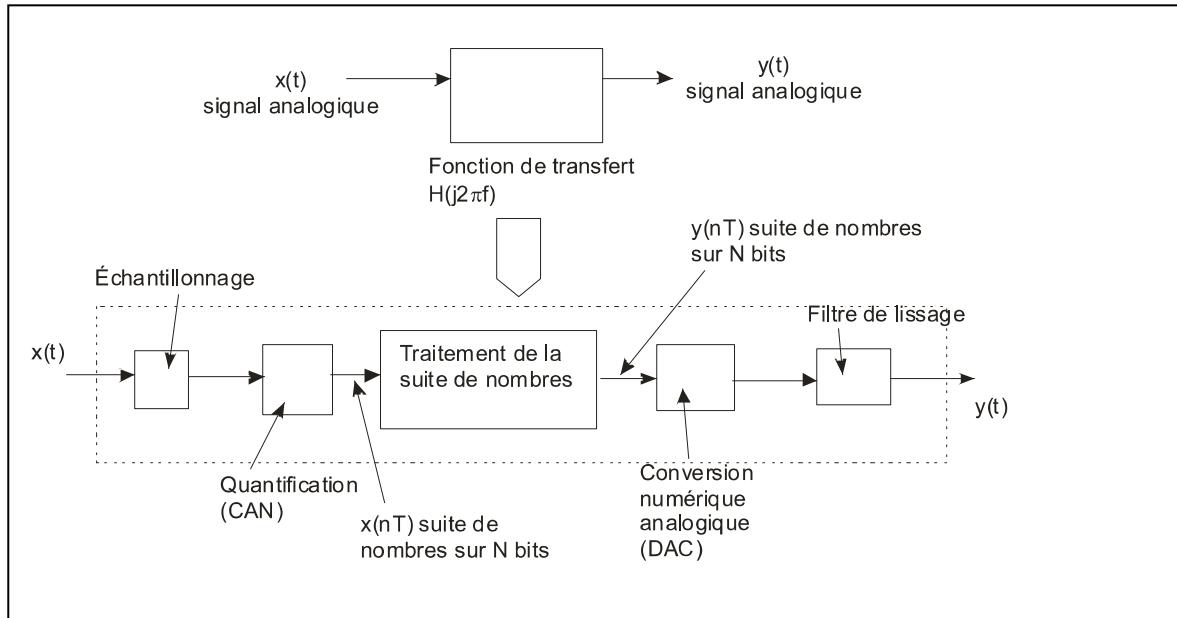 x(t)
signal analogique
y(t)
signal analogique
Fonction de transfert
H(j2πf)
y(nT) suite de nombres
sur N bits
Échantillonnage
Filtre de lissage
x(t)
Traitement de la
suite de nombres
y(t)
Quantification
(CAN)
x(nT) suite de
nombres sur N bits
Conversion
numérique
analogique
(DAC)